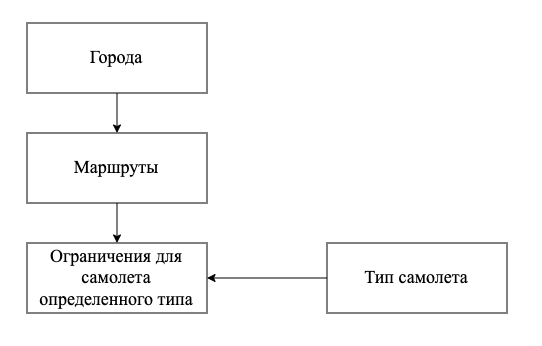 Города
Маршруты
Ограничения для
самолета
определенного типа
Тип самолета